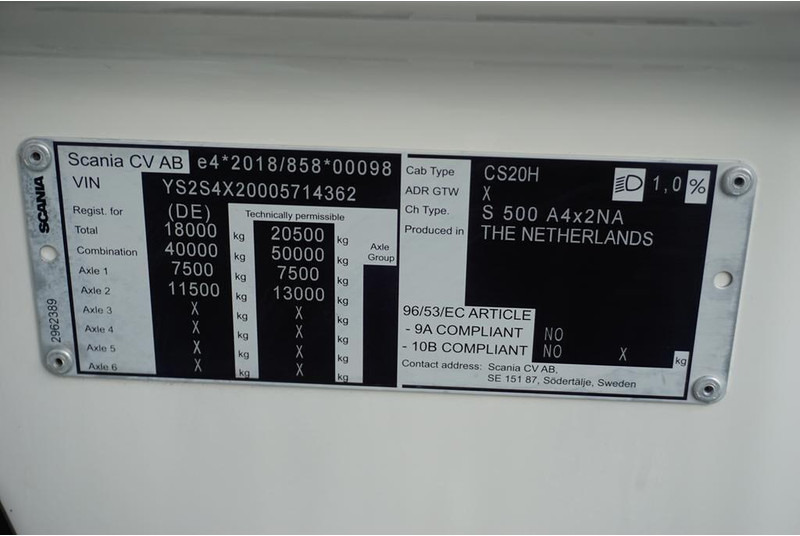 SCANIA
2962389
Scania CV AB e4*2018/858*00098
VIN YS2S4X20005714362
Regist. for (DE) Technically permissible
Total 18000 kg 20500 kg Axle Group
Combination 40000 kg 50000 kg
Axle 1 7500 kg 7500 kg
Axle 2 11500 kg 13000 kg
Axle 3 X kg X kg
Axle 4 X kg X kg
Axle 5 X kg X kg
Axle 6 X kg X kg
Cab Type CS20H 1,0 %
ADR GTW X
Ch Type. S 500 A4x2NA
Produced in THE NETHERLANDS
96/53/EC ARTICLE
- 9A COMPLIANT NO
- 10B COMPLIANT NO X kg
Contact address: Scania CV AB,
SE 151 87, Södertälje, Sweden